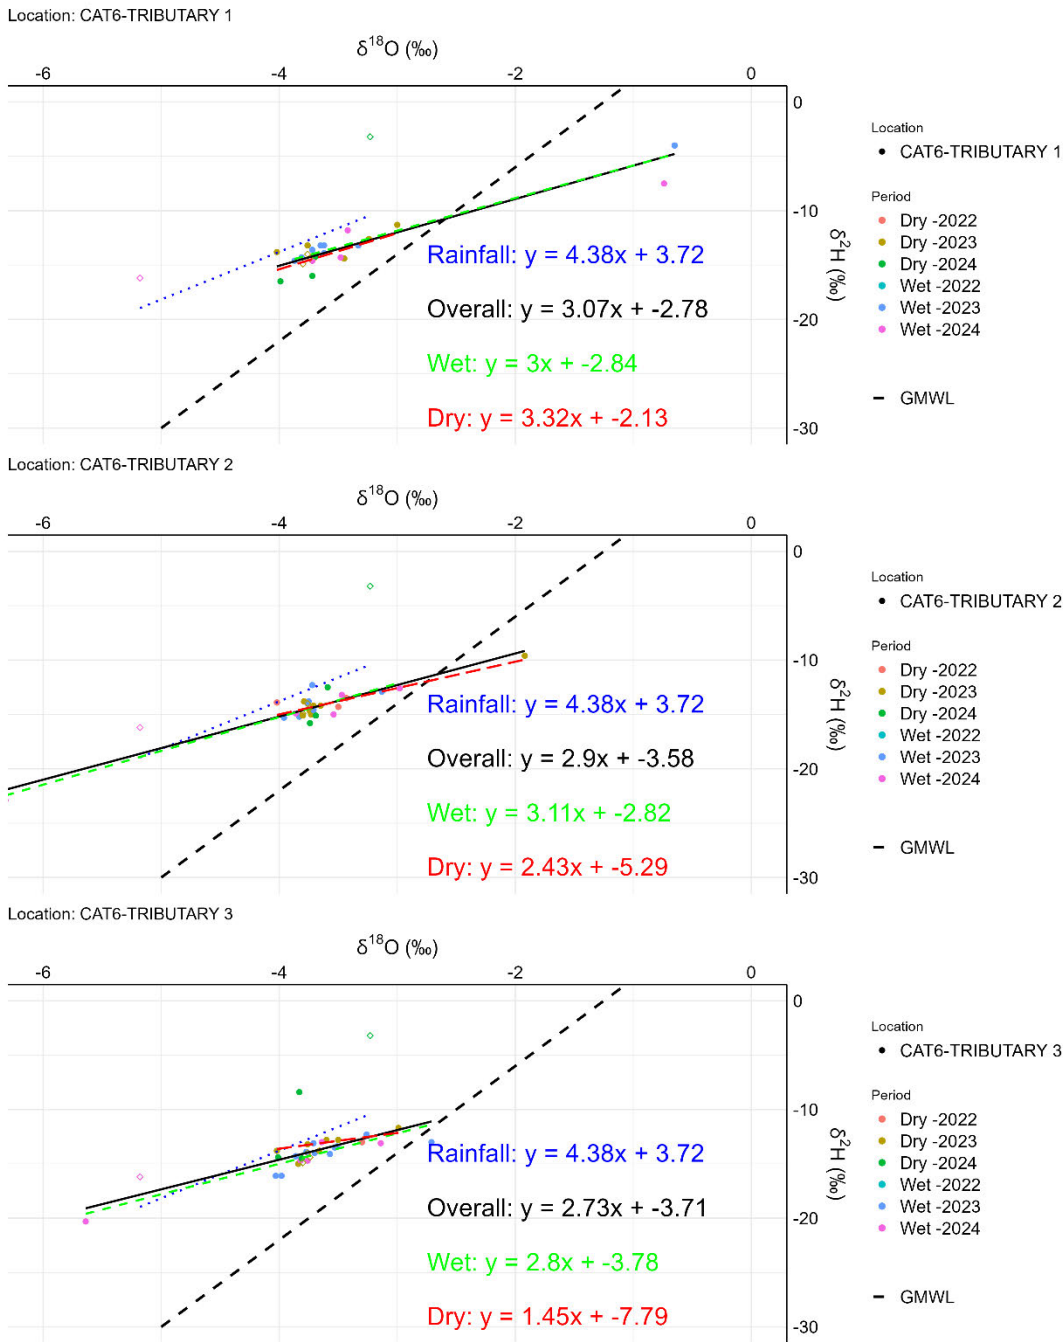 Location: CAT6-TRIBUTARY 1
δ¹⁸O (‰)
-6 -4 -2 0
0
-10
-20
-30
δ²H (‰)
Rainfall: y = 4.38x + 3.72
Overall: y = 3.07x + -2.78
Wet: y = 3x + -2.84
Dry: y = 3.32x + -2.13
Location
CAT6-TRIBUTARY 1
Period
Dry -2022
Dry -2023
Dry -2024
Wet -2022
Wet -2023
Wet -2024
GMWL
Location: CAT6-TRIBUTARY 2
δ¹⁸O (‰)
-6 -4 -2 0
0
-10
-20
-30
δ²H (‰)
Rainfall: y = 4.38x + 3.72
Overall: y = 2.9x + -3.58
Wet: y = 3.11x + -2.82
Dry: y = 2.43x + -5.29
Location
CAT6-TRIBUTARY 2
Period
Dry -2022
Dry -2023
Dry -2024
Wet -2022
Wet -2023
Wet -2024
GMWL
Location: CAT6-TRIBUTARY 3
δ¹⁸O (‰)
-6 -4 -2 0
0
-10
-20
-30
δ²H (‰)
Rainfall: y = 4.38x + 3.72
Overall: y = 2.73x + -3.71
Wet: y = 2.8x + -3.78
Dry: y = 1.45x + -7.79
Location
CAT6-TRIBUTARY 3
Period
Dry -2022
Dry -2023
Dry -2024
Wet -2022
Wet -2023
Wet -2024
GMWL